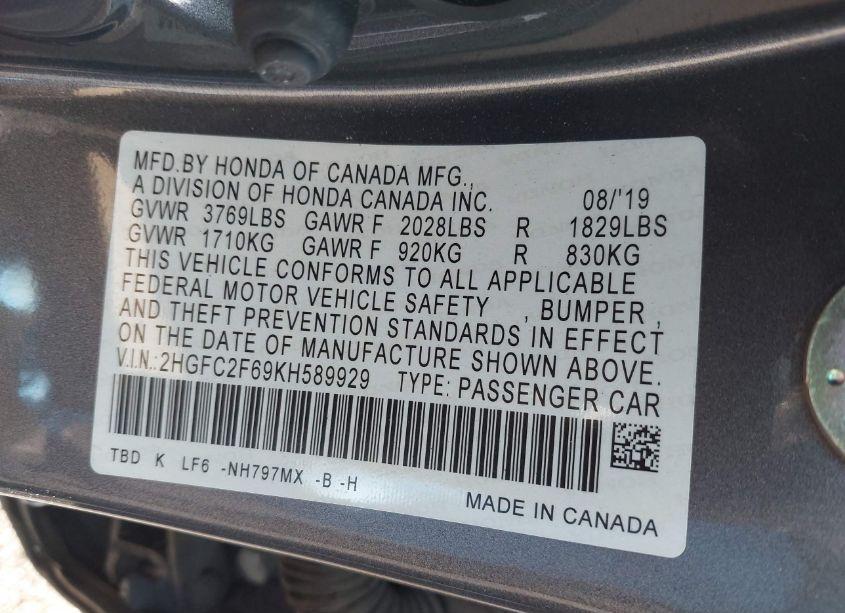 MFD.BY HONDA OF CANADA MFG.,
A DIVISION OF HONDA CANADA INC. 08/'19
GVWR 3769LBS GAWR F 2028LBS R 1829LBS
GVWR 1710KG GAWR F 920KG R 830KG
THIS VEHICLE CONFORMS TO ALL APPLICABLE
FEDERAL MOTOR VEHICLE SAFETY , BUMPER ,
AND THEFT PREVENTION STANDARDS IN EFFECT
ON THE DATE OF MANUFACTURE SHOWN ABOVE.
V.I.N.:2HGFC2F69KH589929 TYPE: PASSENGER CAR
TBD K LF6 -NH797MX -B -H
MADE IN CANADA